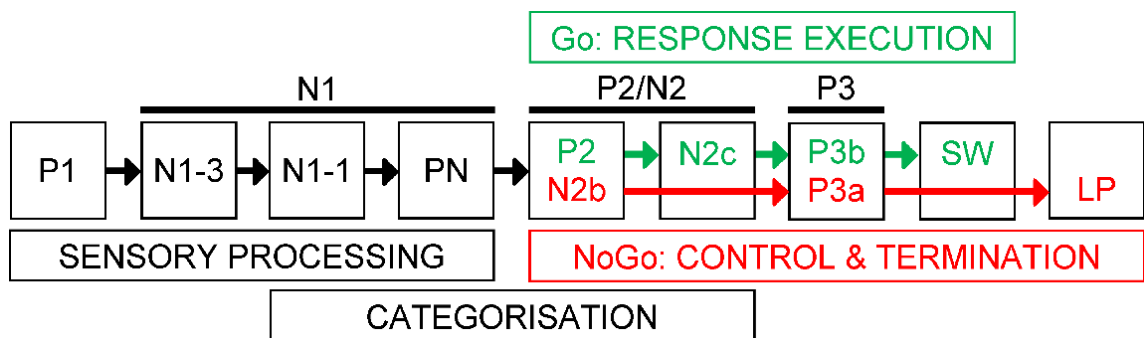 Go: RESPONSE EXECUTION
N1
P2/N2
P3
P1
N1-3
N1-1
PN
P2
N2b
N2c
P3b
P3a
SW
LP
SENSORY PROCESSING
NoGo: CONTROL & TERMINATION
CATEGORISATION